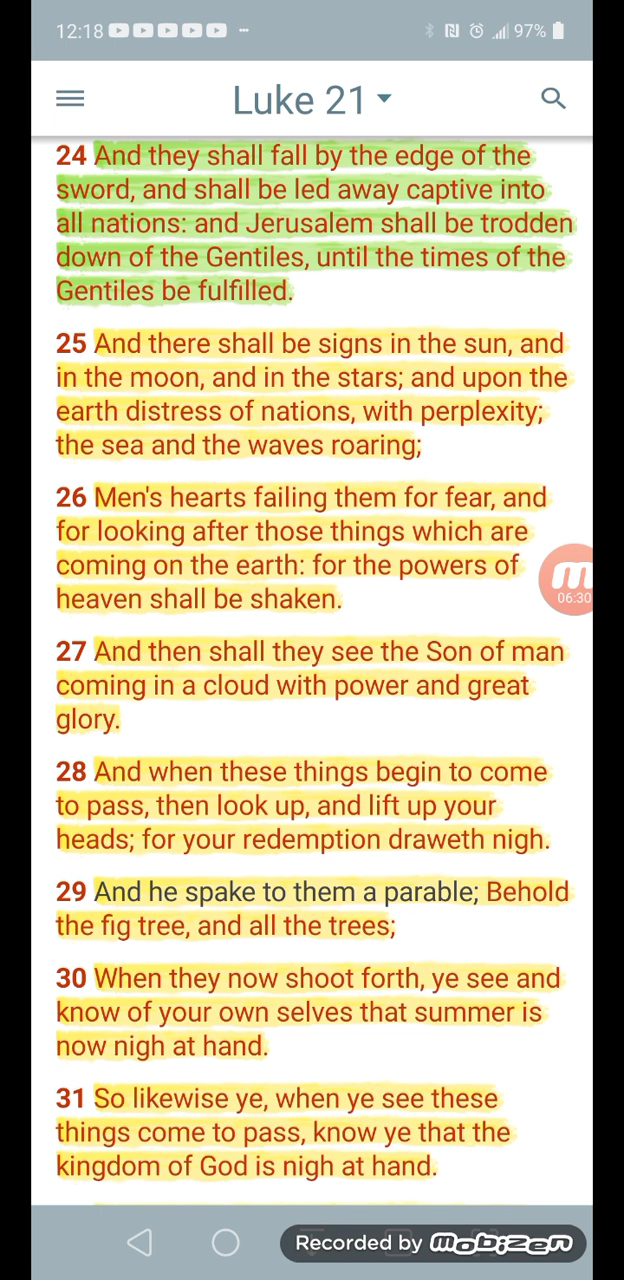 12:18 97%
Luke 21
24 And they shall fall by the edge of the
sword, and shall be led away captive into
all nations: and Jerusalem shall be trodden
down of the Gentiles, until the times of the
Gentiles be fulfilled.
25 And there shall be signs in the sun, and
in the moon, and in the stars; and upon the
earth distress of nations, with perplexity;
the sea and the waves roaring;
26 Men's hearts failing them for fear, and
for looking after those things which are
coming on the earth: for the powers of
heaven shall be shaken.
06:30
27 And then shall they see the Son of man
coming in a cloud with power and great
glory.
28 And when these things begin to come
to pass, then look up, and lift up your
heads; for your redemption draweth nigh.
29 And he spake to them a parable; Behold
the fig tree, and all the trees;
30 When they now shoot forth, ye see and
know of your own selves that summer is
now nigh at hand.
31 So likewise ye, when ye see these
things come to pass, know ye that the
kingdom of God is nigh at hand.
Recorded by mobizen